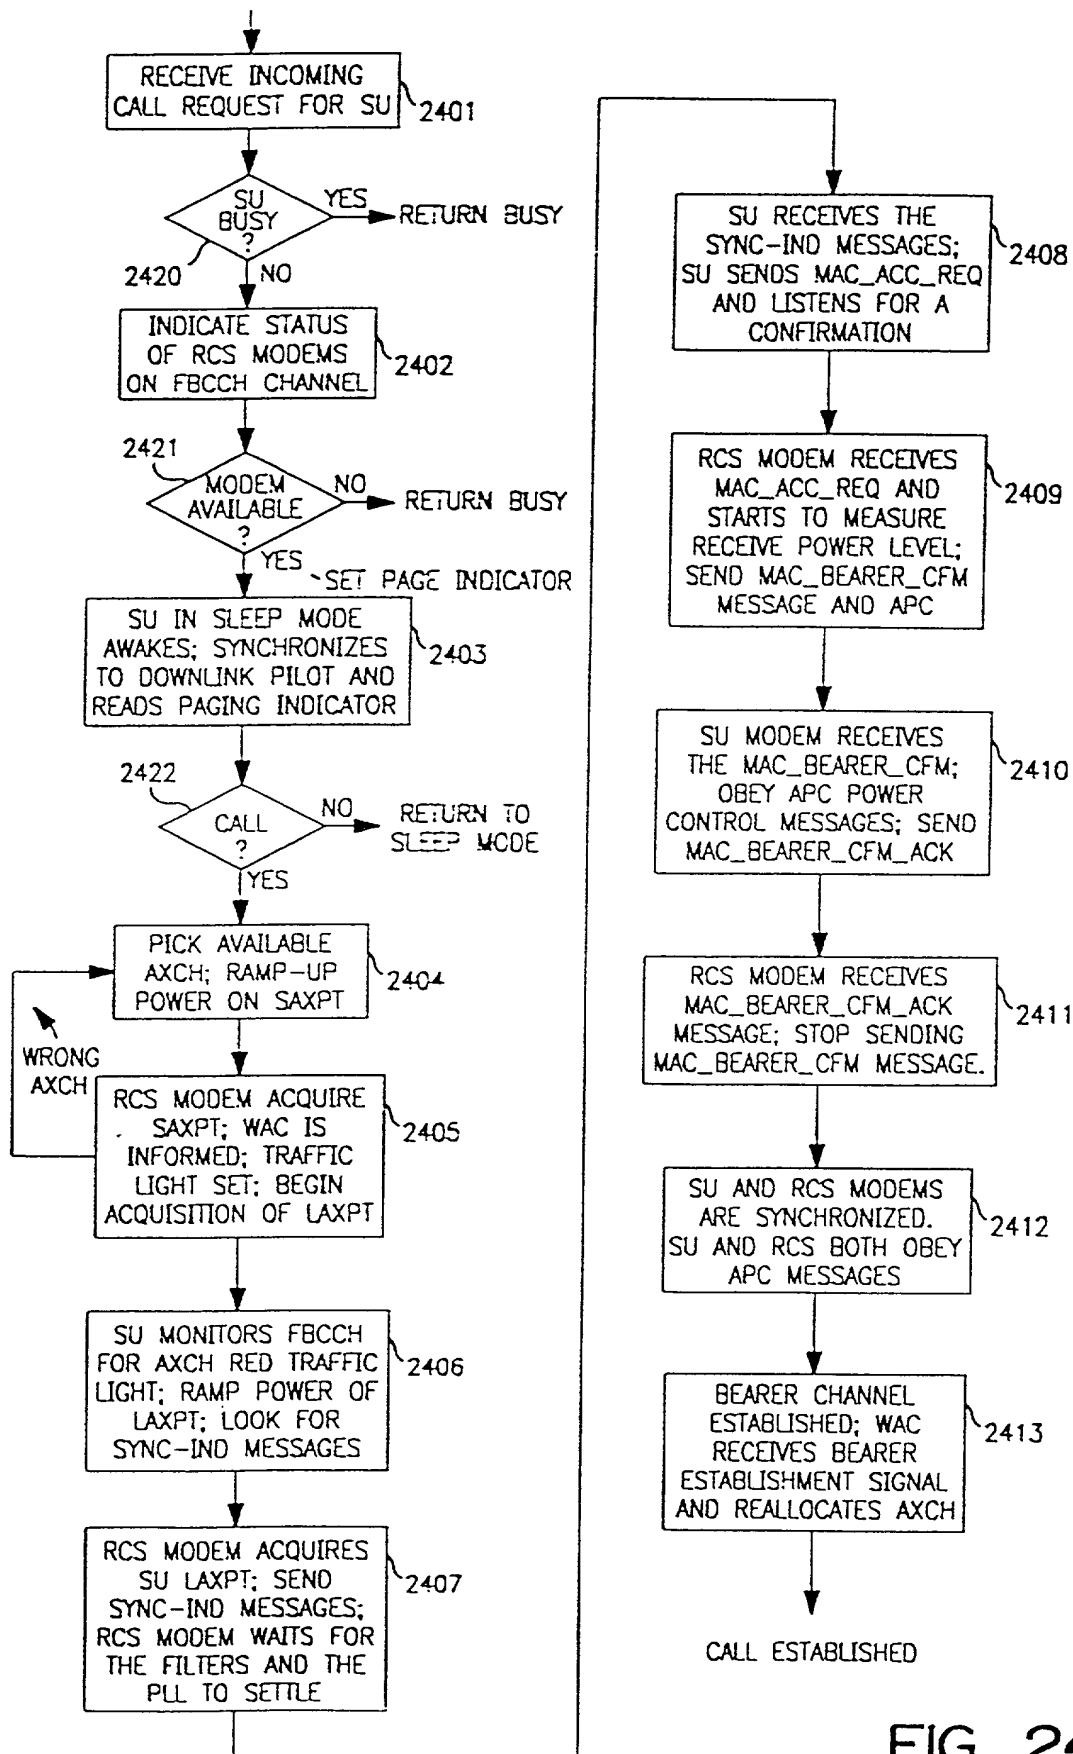 RECEIVE INCOMING
CALL REQUEST FOR SU
2401
SU
BUSY
?
YES
RETURN BUSY
2420
NO
INDICATE STATUS
OF RCS MODEMS
ON FBCCH CHANNEL
2402
2421
MODEM
AVAILABLE
?
NO
RETURN BUSY
YES
SET PAGE INDICATOR
SU IN SLEEP MODE
AWAKES; SYNCHRONIZES
TO DOWNLINK PILOT AND
READS PAGING INDICATOR
2403
2422
CALL
?
NO
RETURN TO
SLEEP MODE
YES
PICK AVAILABLE
AXCH; RAMP-UP
POWER ON SAXPT
2404
WRONG
AXCH
RCS MODEM ACQUIRE
SAXPT; WAC IS
INFORMED; TRAFFIC
LIGHT SET; BEGIN
ACQUISITION OF LAXPT
2405
SU MONITORS FBCCH
FOR AXCH RED TRAFFIC
LIGHT; RAMP POWER OF
LAXPT; LOOK FOR
SYNC-IND MESSAGES
2406
RCS MODEM ACQUIRES
SU LAXPT; SEND
SYNC-IND MESSAGES;
RCS MODEM WAITS FOR
THE FILTERS AND THE
PLL TO SETTLE
2407
SU RECEIVES THE
SYNC-IND MESSAGES;
SU SENDS MAC_ACC_REQ
AND LISTENS FOR A
CONFIRMATION
2408
RCS MODEM RECEIVES
MAC_ACC_REQ AND
STARTS TO MEASURE
RECEIVE POWER LEVEL;
SEND MAC_BEARER_CFM
MESSAGE AND APC
2409
SU MODEM RECEIVES
THE MAC_BEARER_CFM;
OBEY APC POWER
CONTROL MESSAGES; SEND
MAC_BEARER_CFM_ACK
2410
RCS MODEM RECEIVES
MAC_BEARER_CFM_ACK
MESSAGE; STOP SENDING
MAC_BEARER_CFM MESSAGE.
2411
SU AND RCS MODEMS
ARE SYNCHRONIZED.
SU AND RCS BOTH OBEY
APC MESSAGES
2412
BEARER CHANNEL
ESTABLISHED; WAC
RECEIVES BEARER
ESTABLISHMENT SIGNAL
AND REALLOCATES AXCH
2413
CALL ESTABLISHED
FIG. 2